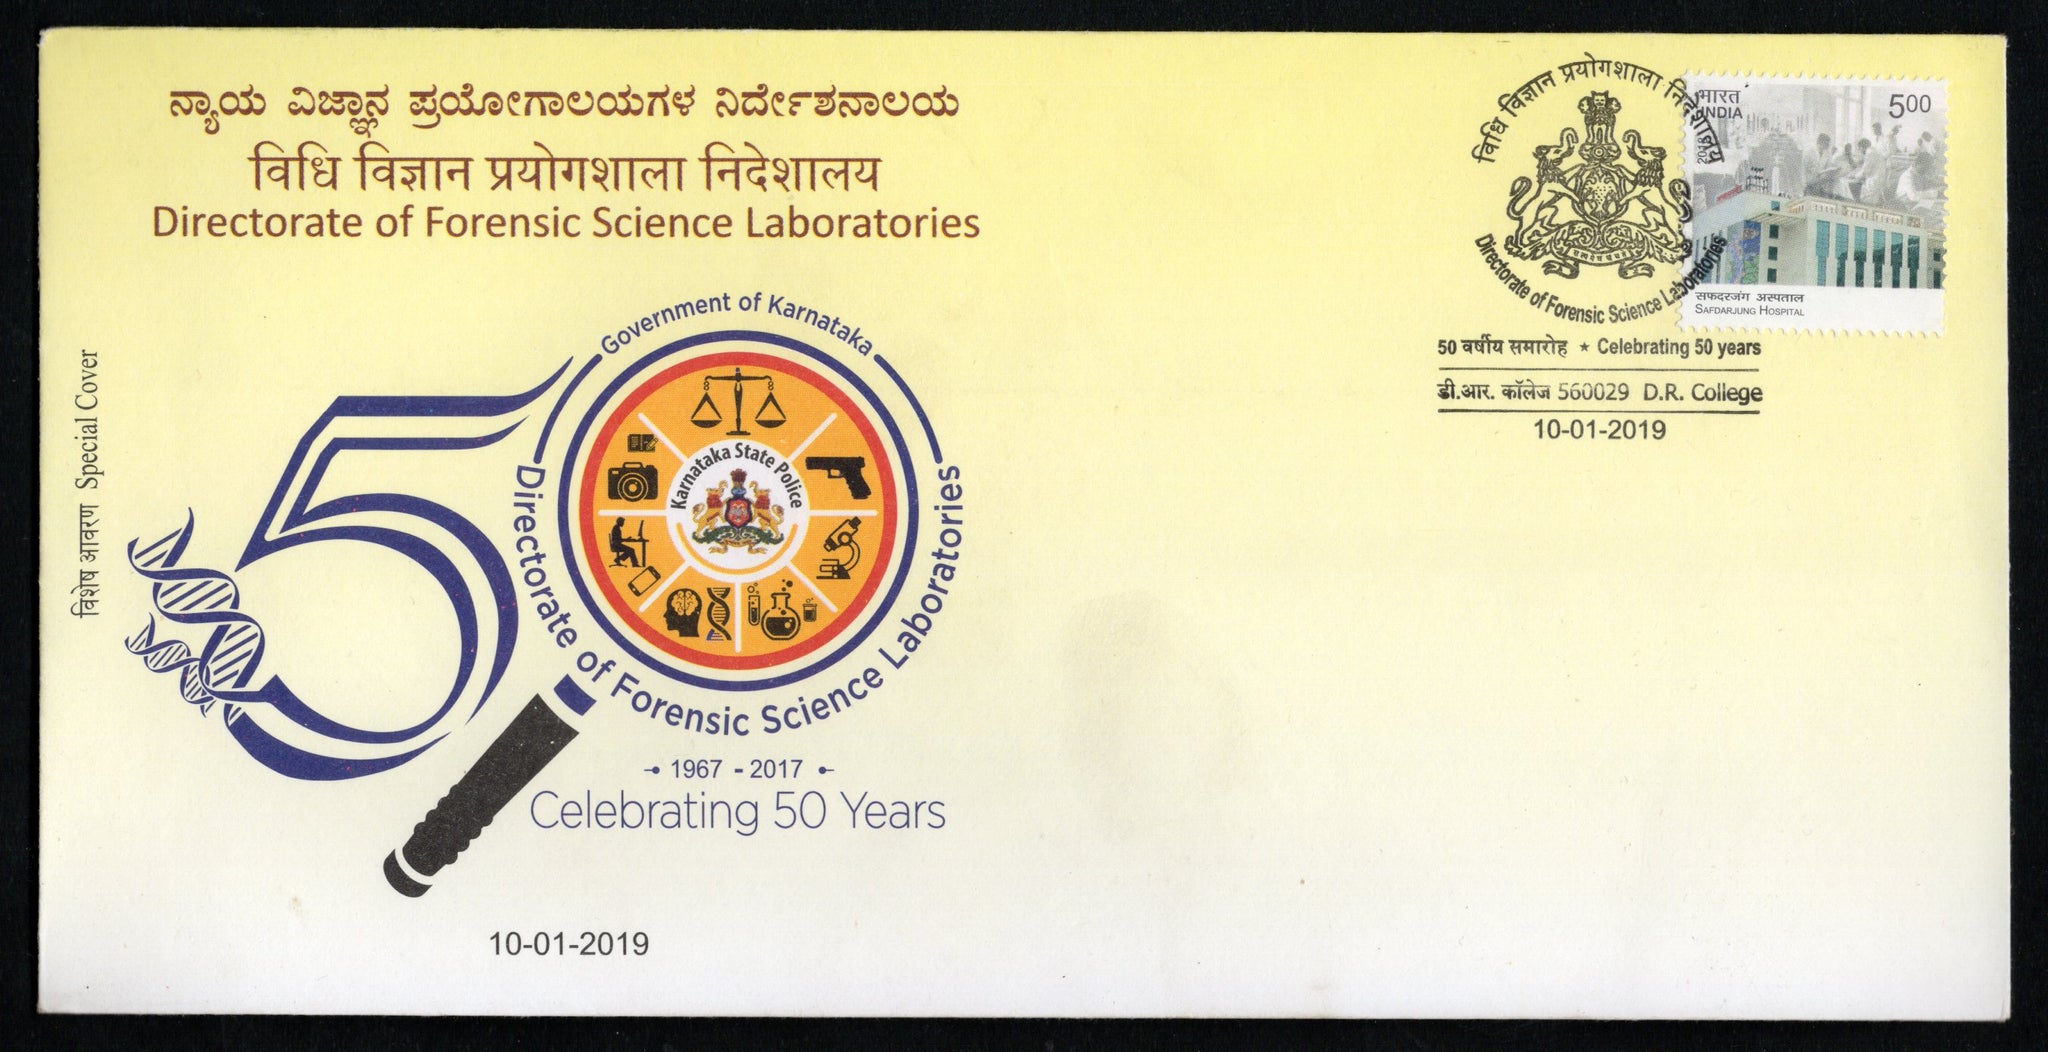 ನ್ಯಾಯ ವಿಜ್ಞಾನ ಪ್ರಯೋಗಾಲಯಗಳ ನಿರ್ದೇಶನಾಲಯ
विधि विज्ञान प्रयोगशाला निदेशालय
Directorate of Forensic Science Laboratories
विशेष आवरण Special Cover
Government of Karnataka
Karnataka State Police
Directorate of Forensic Science Laboratories
1967 - 2017
Celebrating 50 Years
10-01-2019
विधि विज्ञान प्रयोगशाला निदेशालय
Directorate of Forensic Science Laboratories
50 वर्षीय समारोह ★ Celebrating 50 years
डी.आर. कॉलेज 560029 D.R. College
10-01-2019
भारत 500
INDIA
2018
सफदरजंग अस्पताल
SAFDARJUNG HOSPITAL